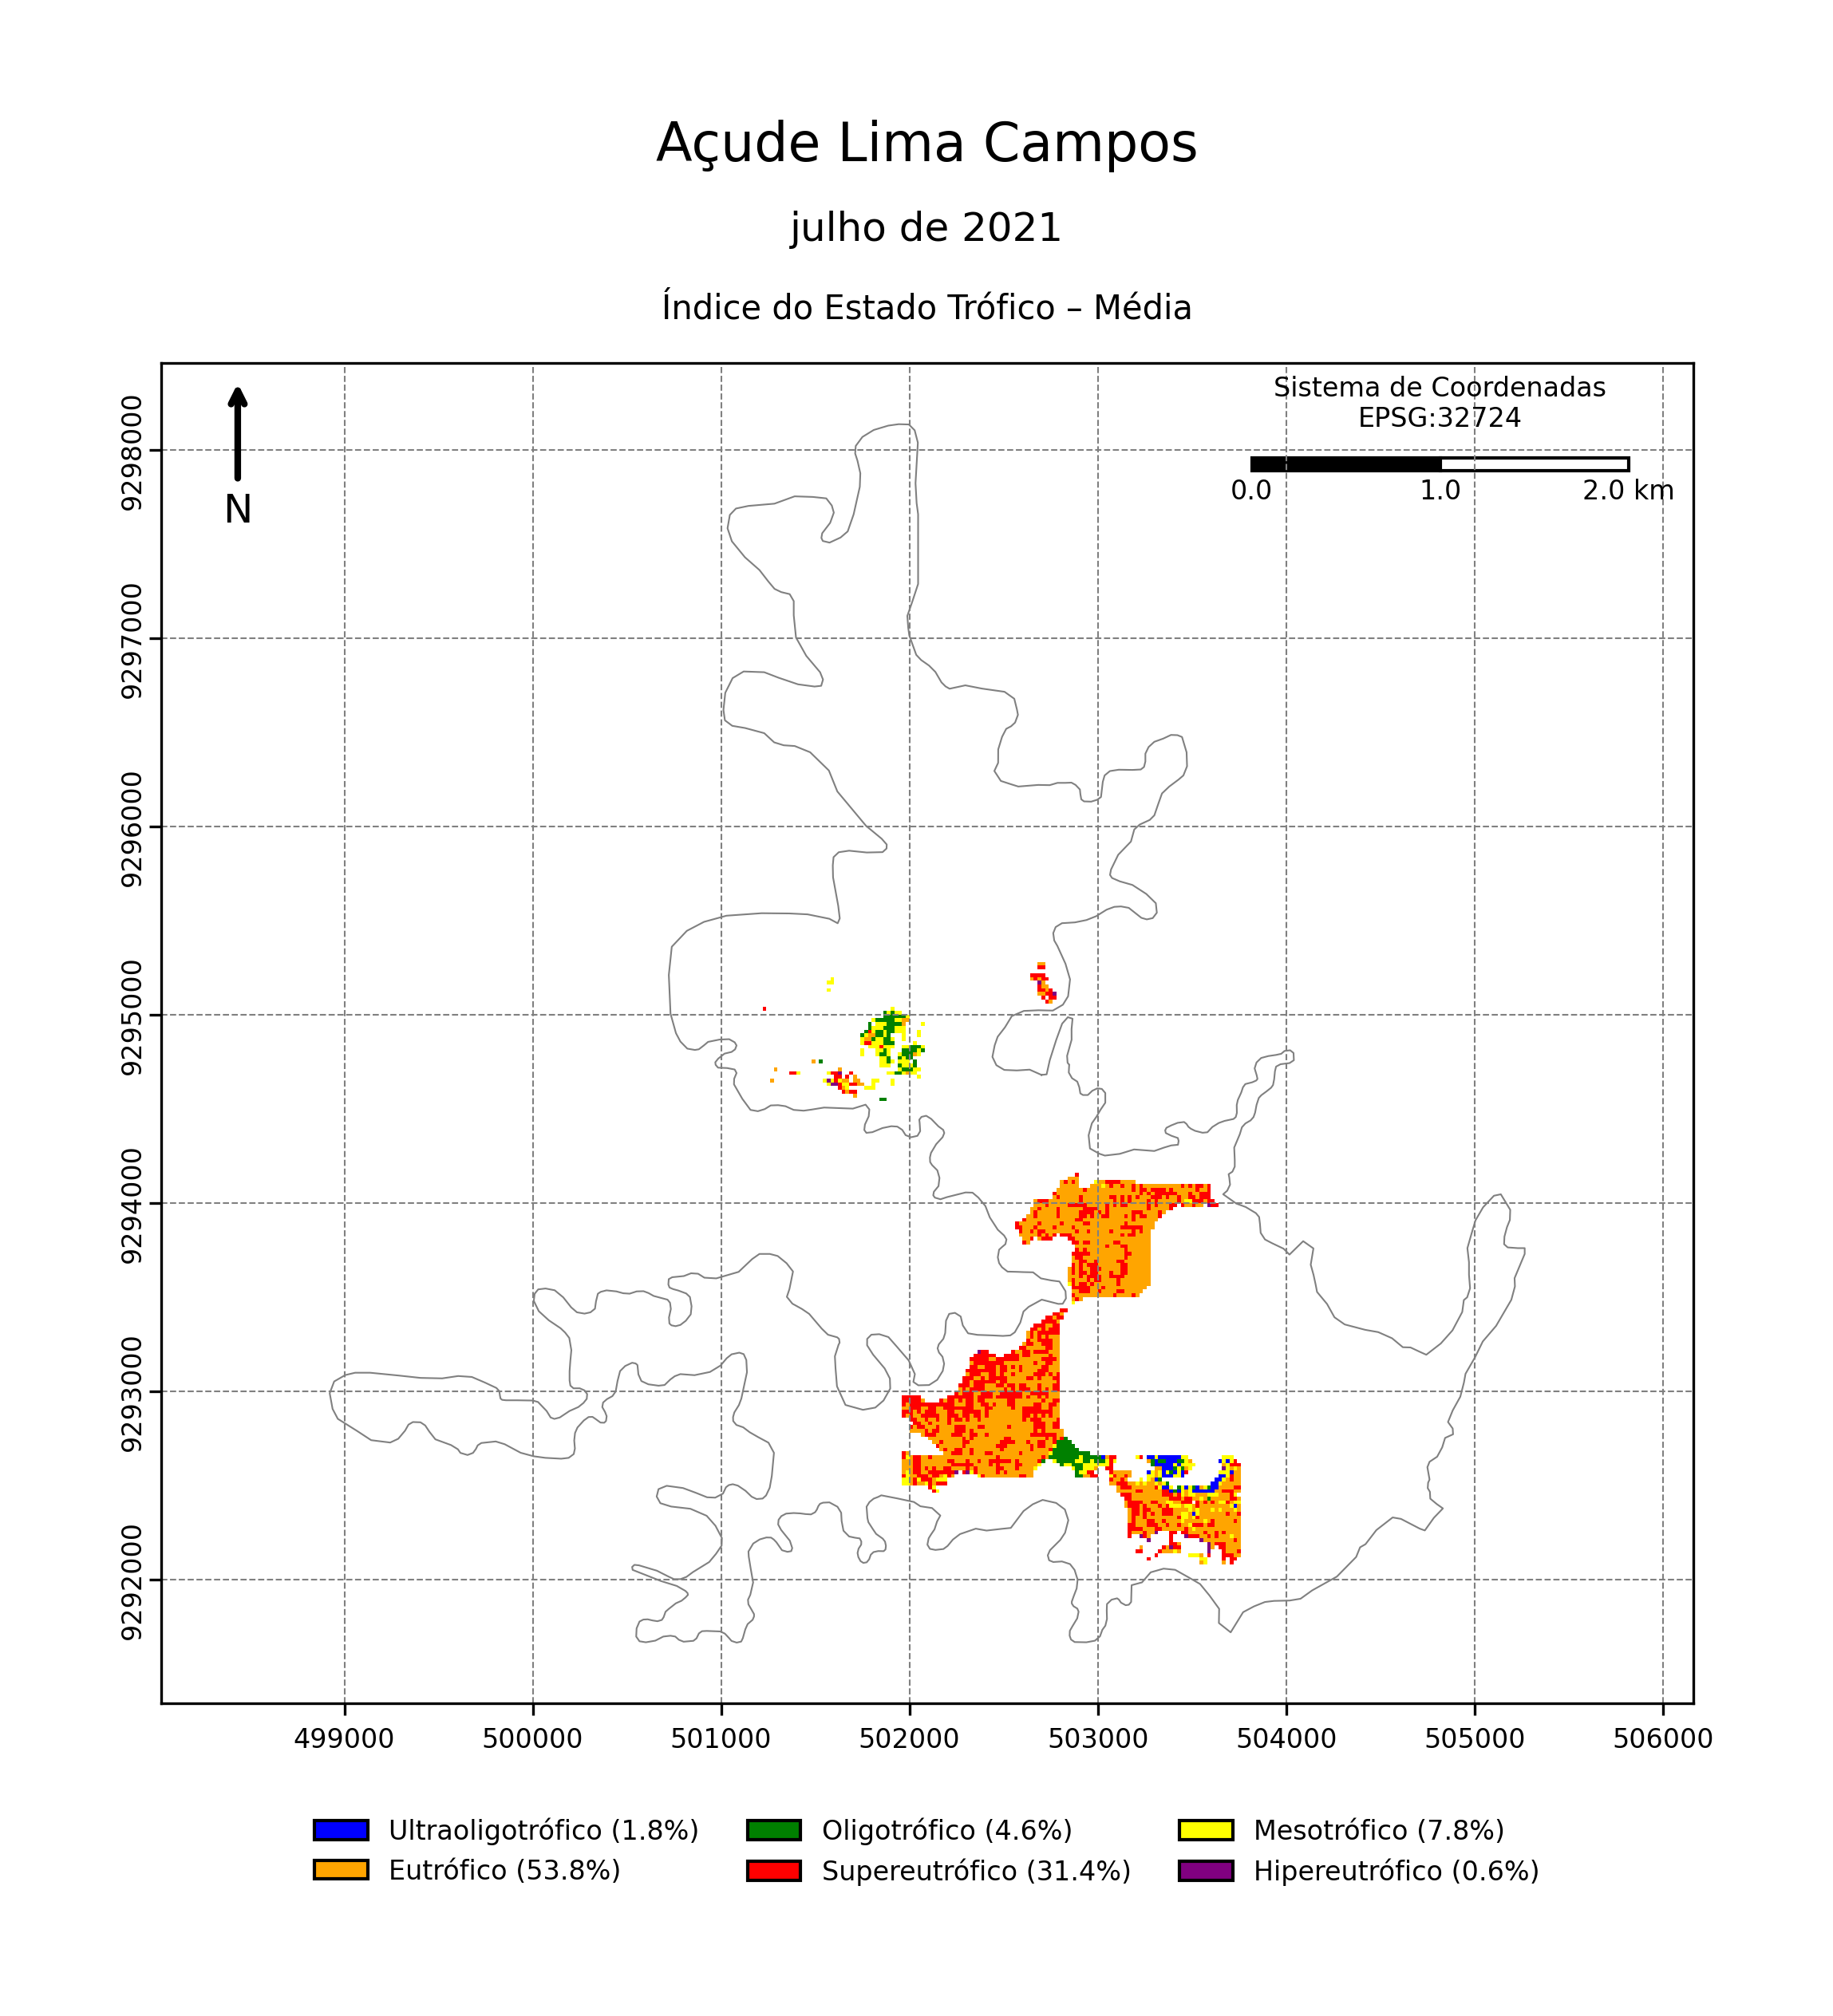 Açude Lima Campos
julho de 2021
Índice do Estado Trófico – Média
Sistema de Coordenadas
EPSG:32724
0.0 1.0 2.0 km
N
9298000
9297000
9296000
9295000
9294000
9293000
9292000
499000 500000 501000 502000 503000 504000 505000 506000
Ultraoligotrófico (1.8%) Oligotrófico (4.6%) Mesotrófico (7.8%)
Eutrófico (53.8%) Supereutrófico (31.4%) Hipereutrófico (0.6%)